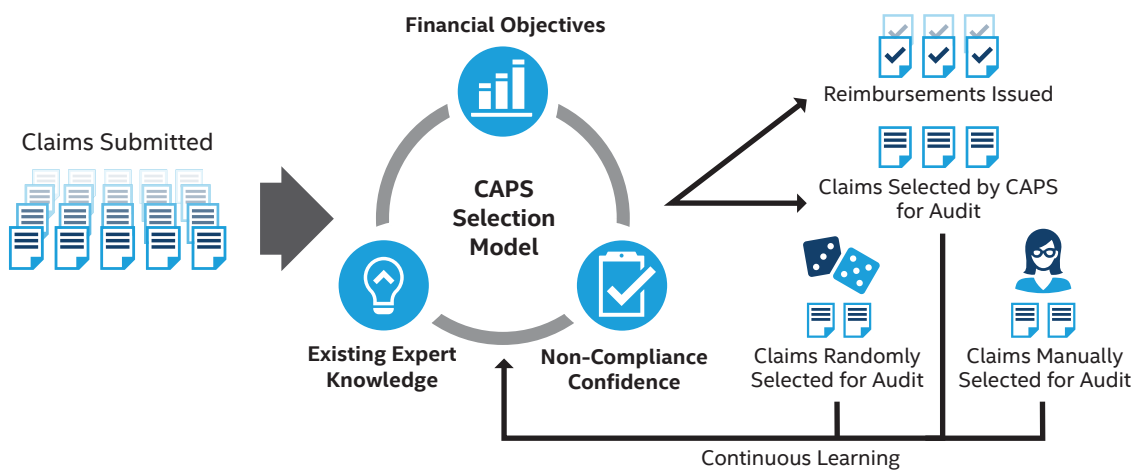 Claims Submitted
Financial Objectives
CAPS
Selection
Model
Existing Expert
Knowledge
Non-Compliance
Confidence
Reimbursements Issued
Claims Selected by CAPS
for Audit
Claims Randomly
Selected for Audit
Claims Manually
Selected for Audit
Continuous Learning